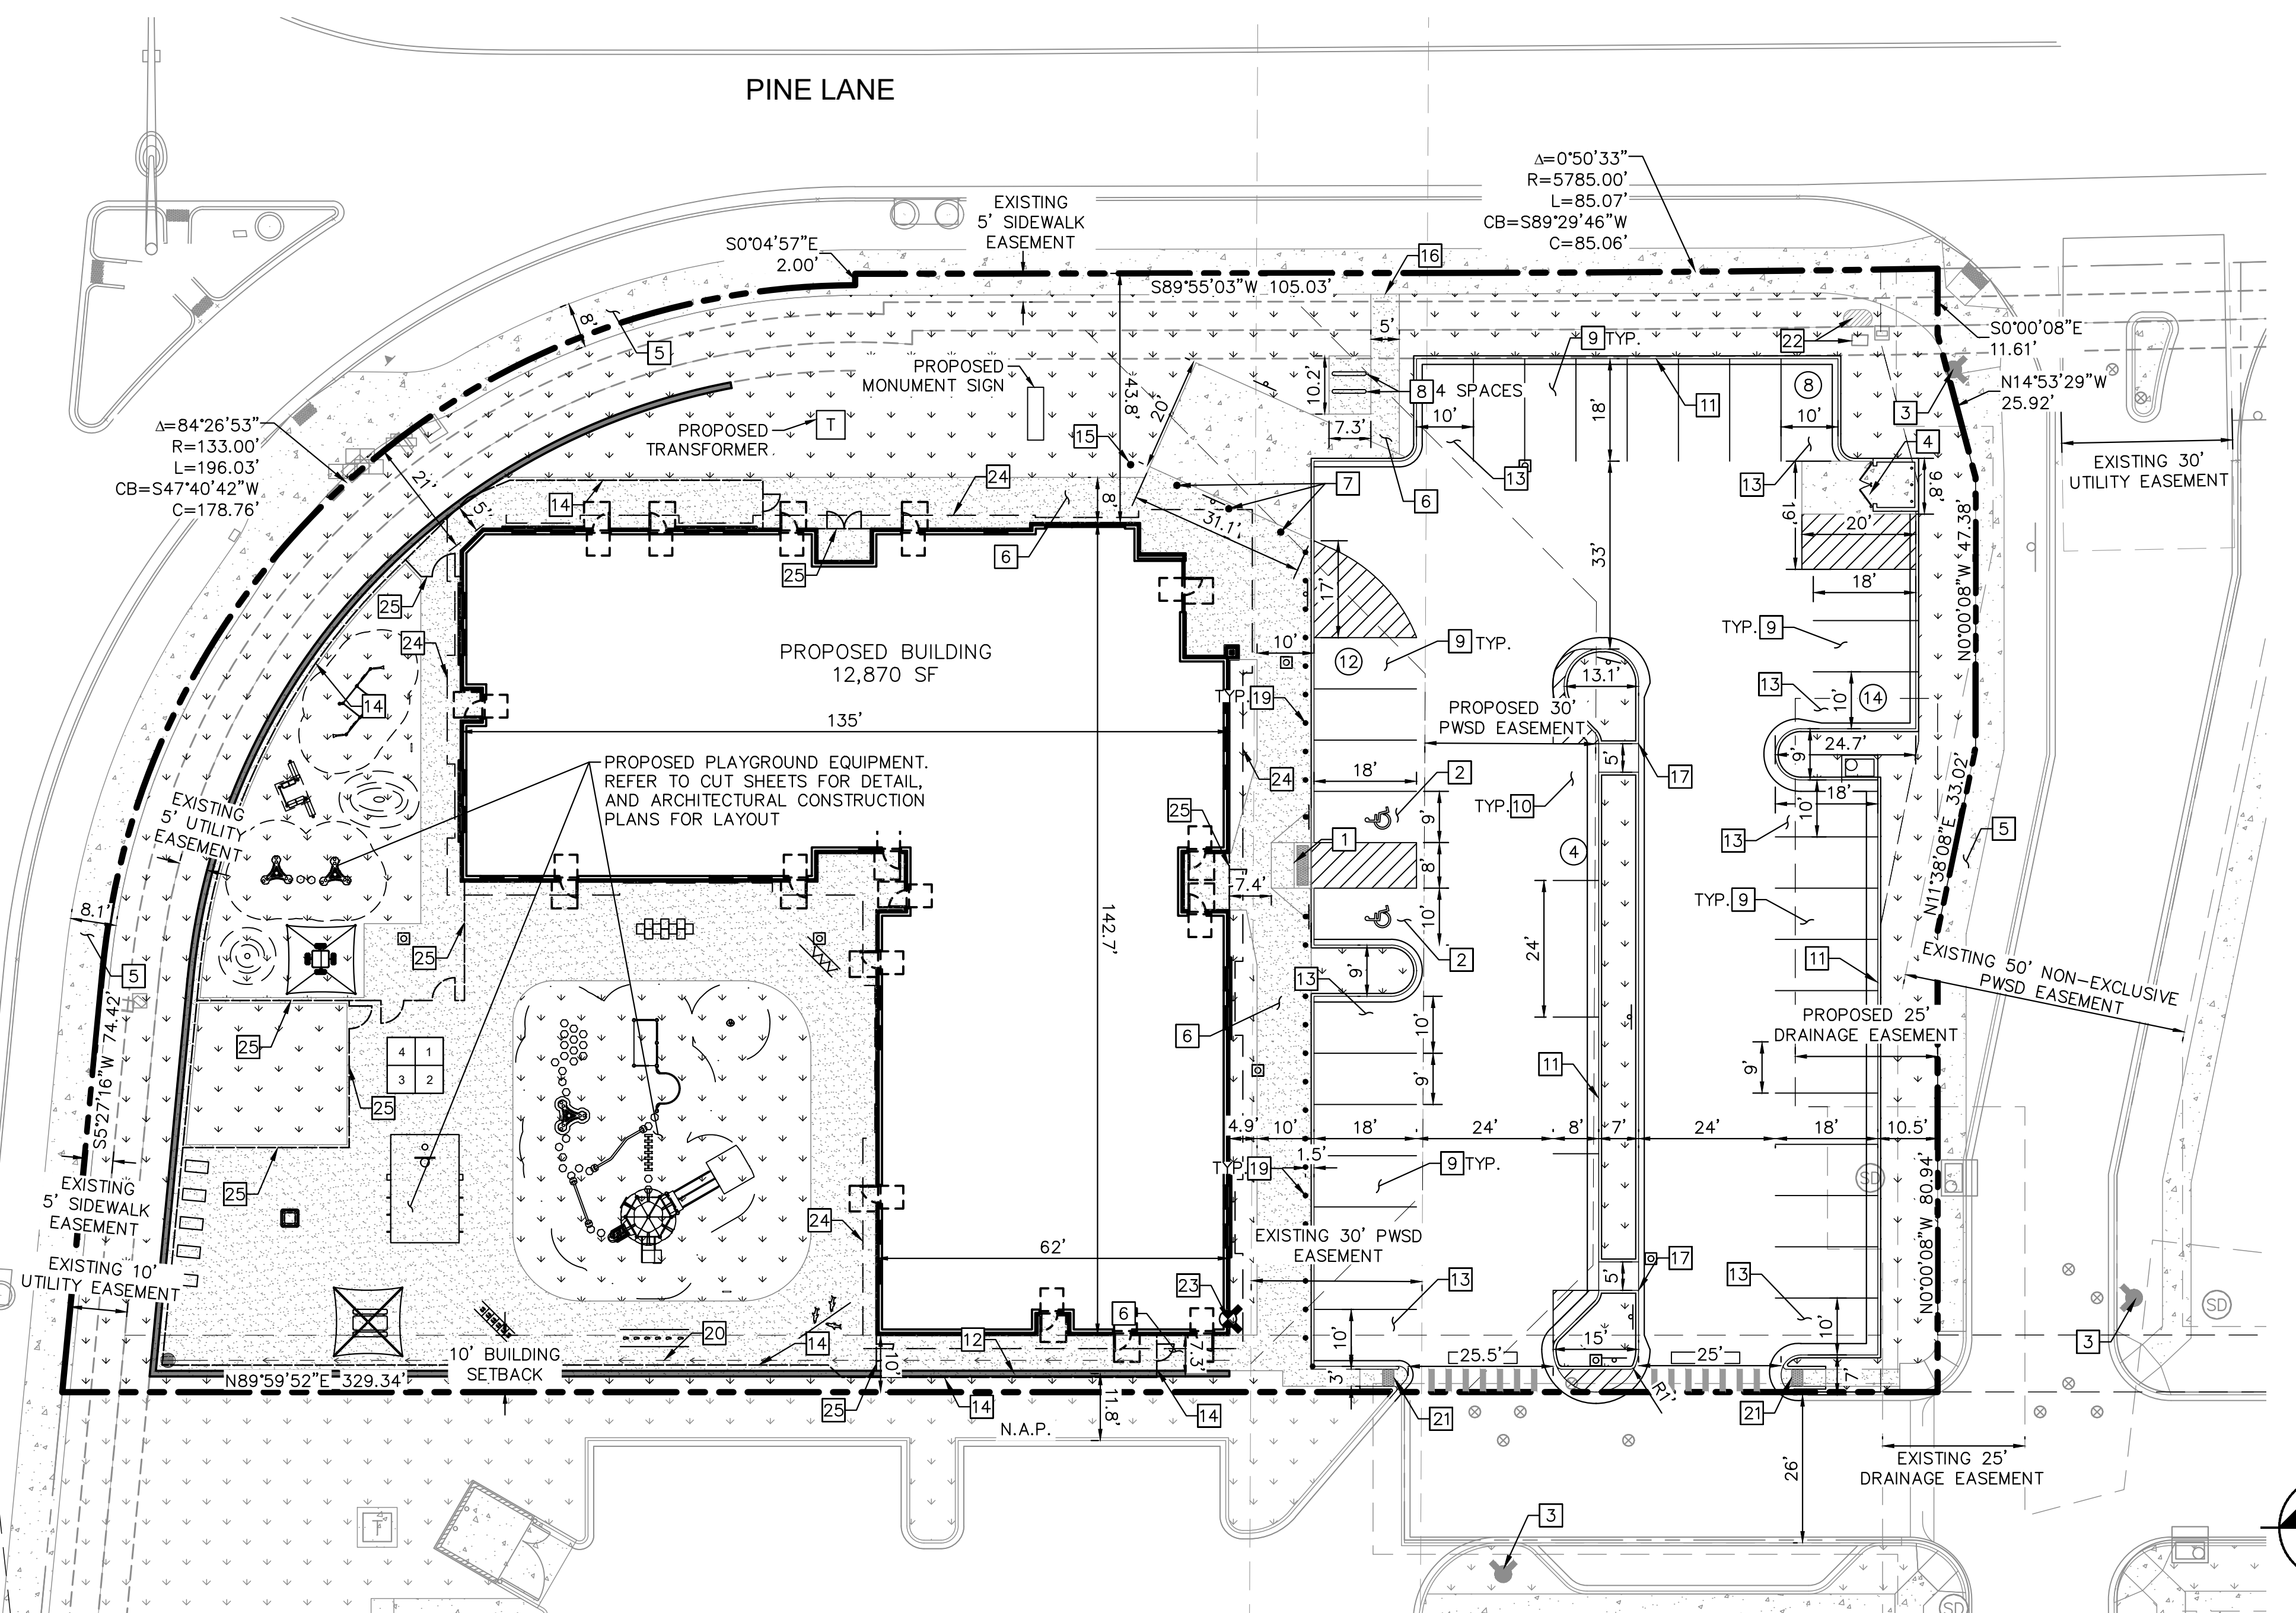 PINE LANE
Δ=0°50'33"
R=5785.00'
L=85.07'
CB=S89°29'46"W
C=85.06'
EXISTING
5' SIDEWALK
EASEMENT
S0°04'57"E
2.00'
16
S89°55'03"W 105.03'
S0°00'08"E
11.61'
N14°53'29"W
25.92'
8'
5
5'
9 TYP.
22
PROPOSED
MONUMENT SIGN
43.8'
20'
10.2'
8 4 SPACES
10'
18'
11
8
10'
3
4
7.3'
Δ=84°26'53"
R=133.00'
L=196.03'
CB=S47°40'42"W
C=178.76'
PROPOSED
TRANSFORMER
T
15
EXISTING 30'
UTILITY EASEMENT
21'
5'
14
24
8'
7
6
13
13
19'
9.8'
20'
31.1'
6
25
33'
17'
18'
N0°00'08"W 47.38'
25
24
PROPOSED BUILDING
12,870 SF
10'
12
9 TYP.
TYP. 9
13.1'
13
10'
14
14
TYP. 19
135'
PROPOSED 30'
PWSD EASEMENT
24.7'
9'
5'
17
18'
24
2
TYP. 10
18'
10'
PROPOSED PLAYGROUND EQUIPMENT.
REFER TO CUT SHEETS FOR DETAIL,
AND ARCHITECTURAL CONSTRUCTION
PLANS FOR LAYOUT
EXISTING
5' UTILITY
EASEMENT
25
1
9'
8'
4
13
5
N11°38'08"E 33.02'
7.4'
10'
TYP. 9
8.1'
5
142.7'
25
2
24'
9'
13
11
EXISTING 50' NON-EXCLUSIVE
PWSD EASEMENT
S5°27'16"W 74.42'
25
6
10'
9'
11
PROPOSED 25'
DRAINAGE EASEMENT
9'
4 1
3 2
25
4.9' 10' 18' 24' 8' 7' 24' 18' 10.5'
TYP. 19
1.5'
9 TYP.
SD
25
EXISTING
5' SIDEWALK
EASEMENT
24
EXISTING 30' PWSD
EASEMENT
62'
N0°00'08"W 80.94'
EXISTING 10'
UTILITY EASEMENT
23
13
5'
17
13
SD
20
14
12
6
10'
15'
10'
3
10' BUILDING
SETBACK
10'
7.3'
25.5'
25'
N89°59'52"E 329.34'
3'
R1'
7'
25
14
11.8'
14
21
21
N.A.P.
26'
EXISTING 25'
DRAINAGE EASEMENT
T
3
SD